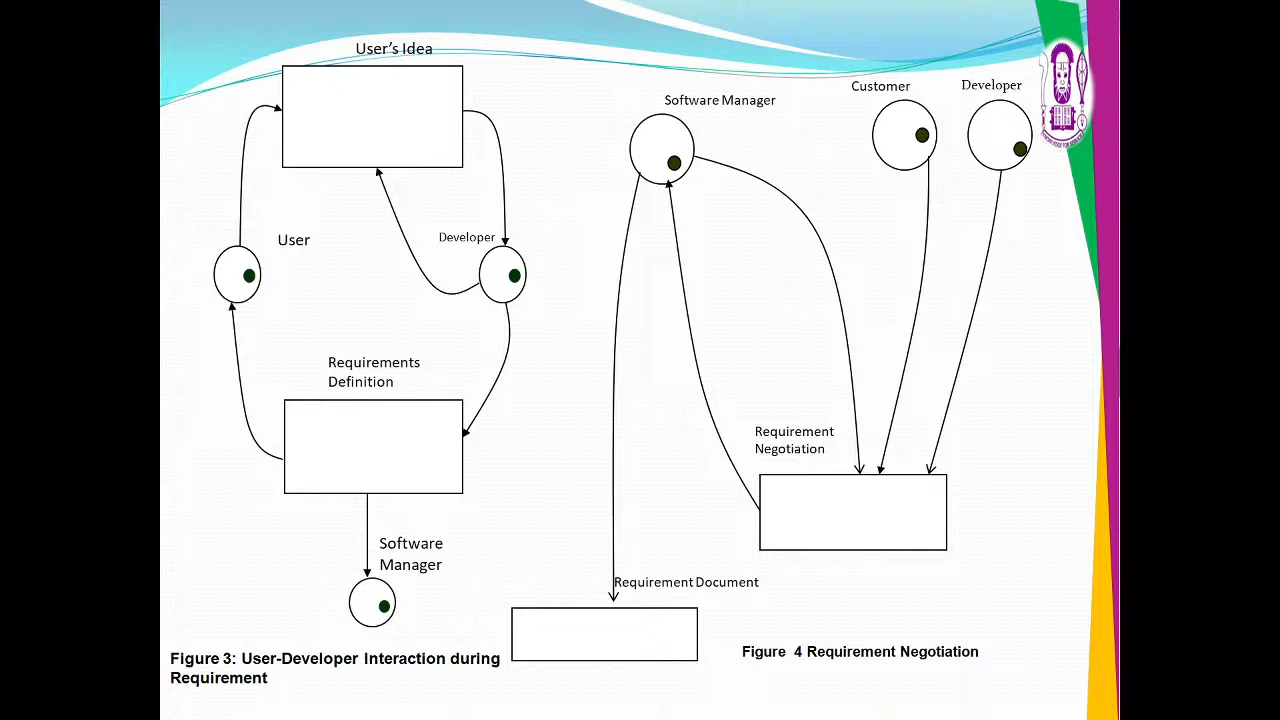 User's Idea
User
Developer
Requirements
Definition
Software
Manager
Figure 3: User-Developer Interaction during
Requirement
Software Manager
Customer
Developer
Requirement
Negotiation
Requirement Document
Figure 4 Requirement Negotiation